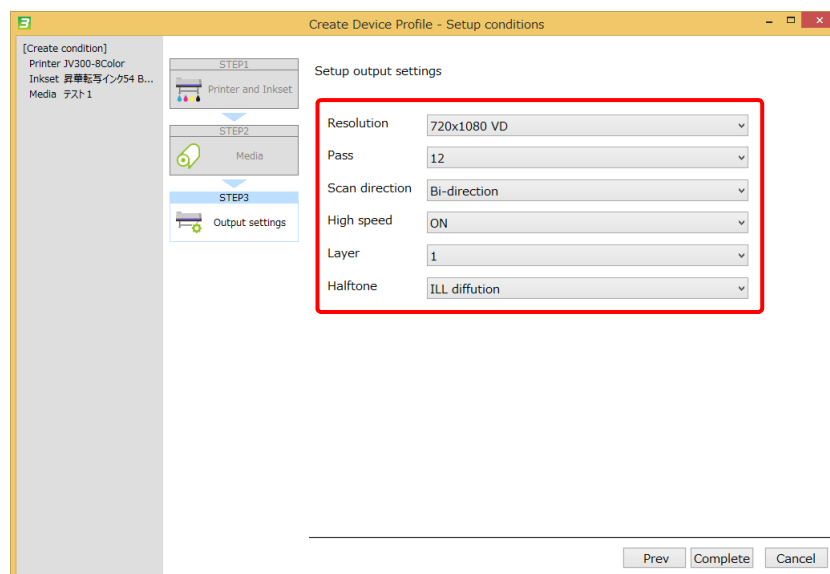 3
Create Device Profile - Setup conditions
[Create condition]
Printer JV300-8Color
Inkset 昇華転写インク54 B...
Media テスト1
STEP1
Printer and Inkset
STEP2
Media
STEP3
Output settings
Setup output settings
Resolution 720x1080 VD
Pass 12
Scan direction Bi-direction
High speed ON
Layer 1
Halftone ILL diffution
Prev Complete Cancel